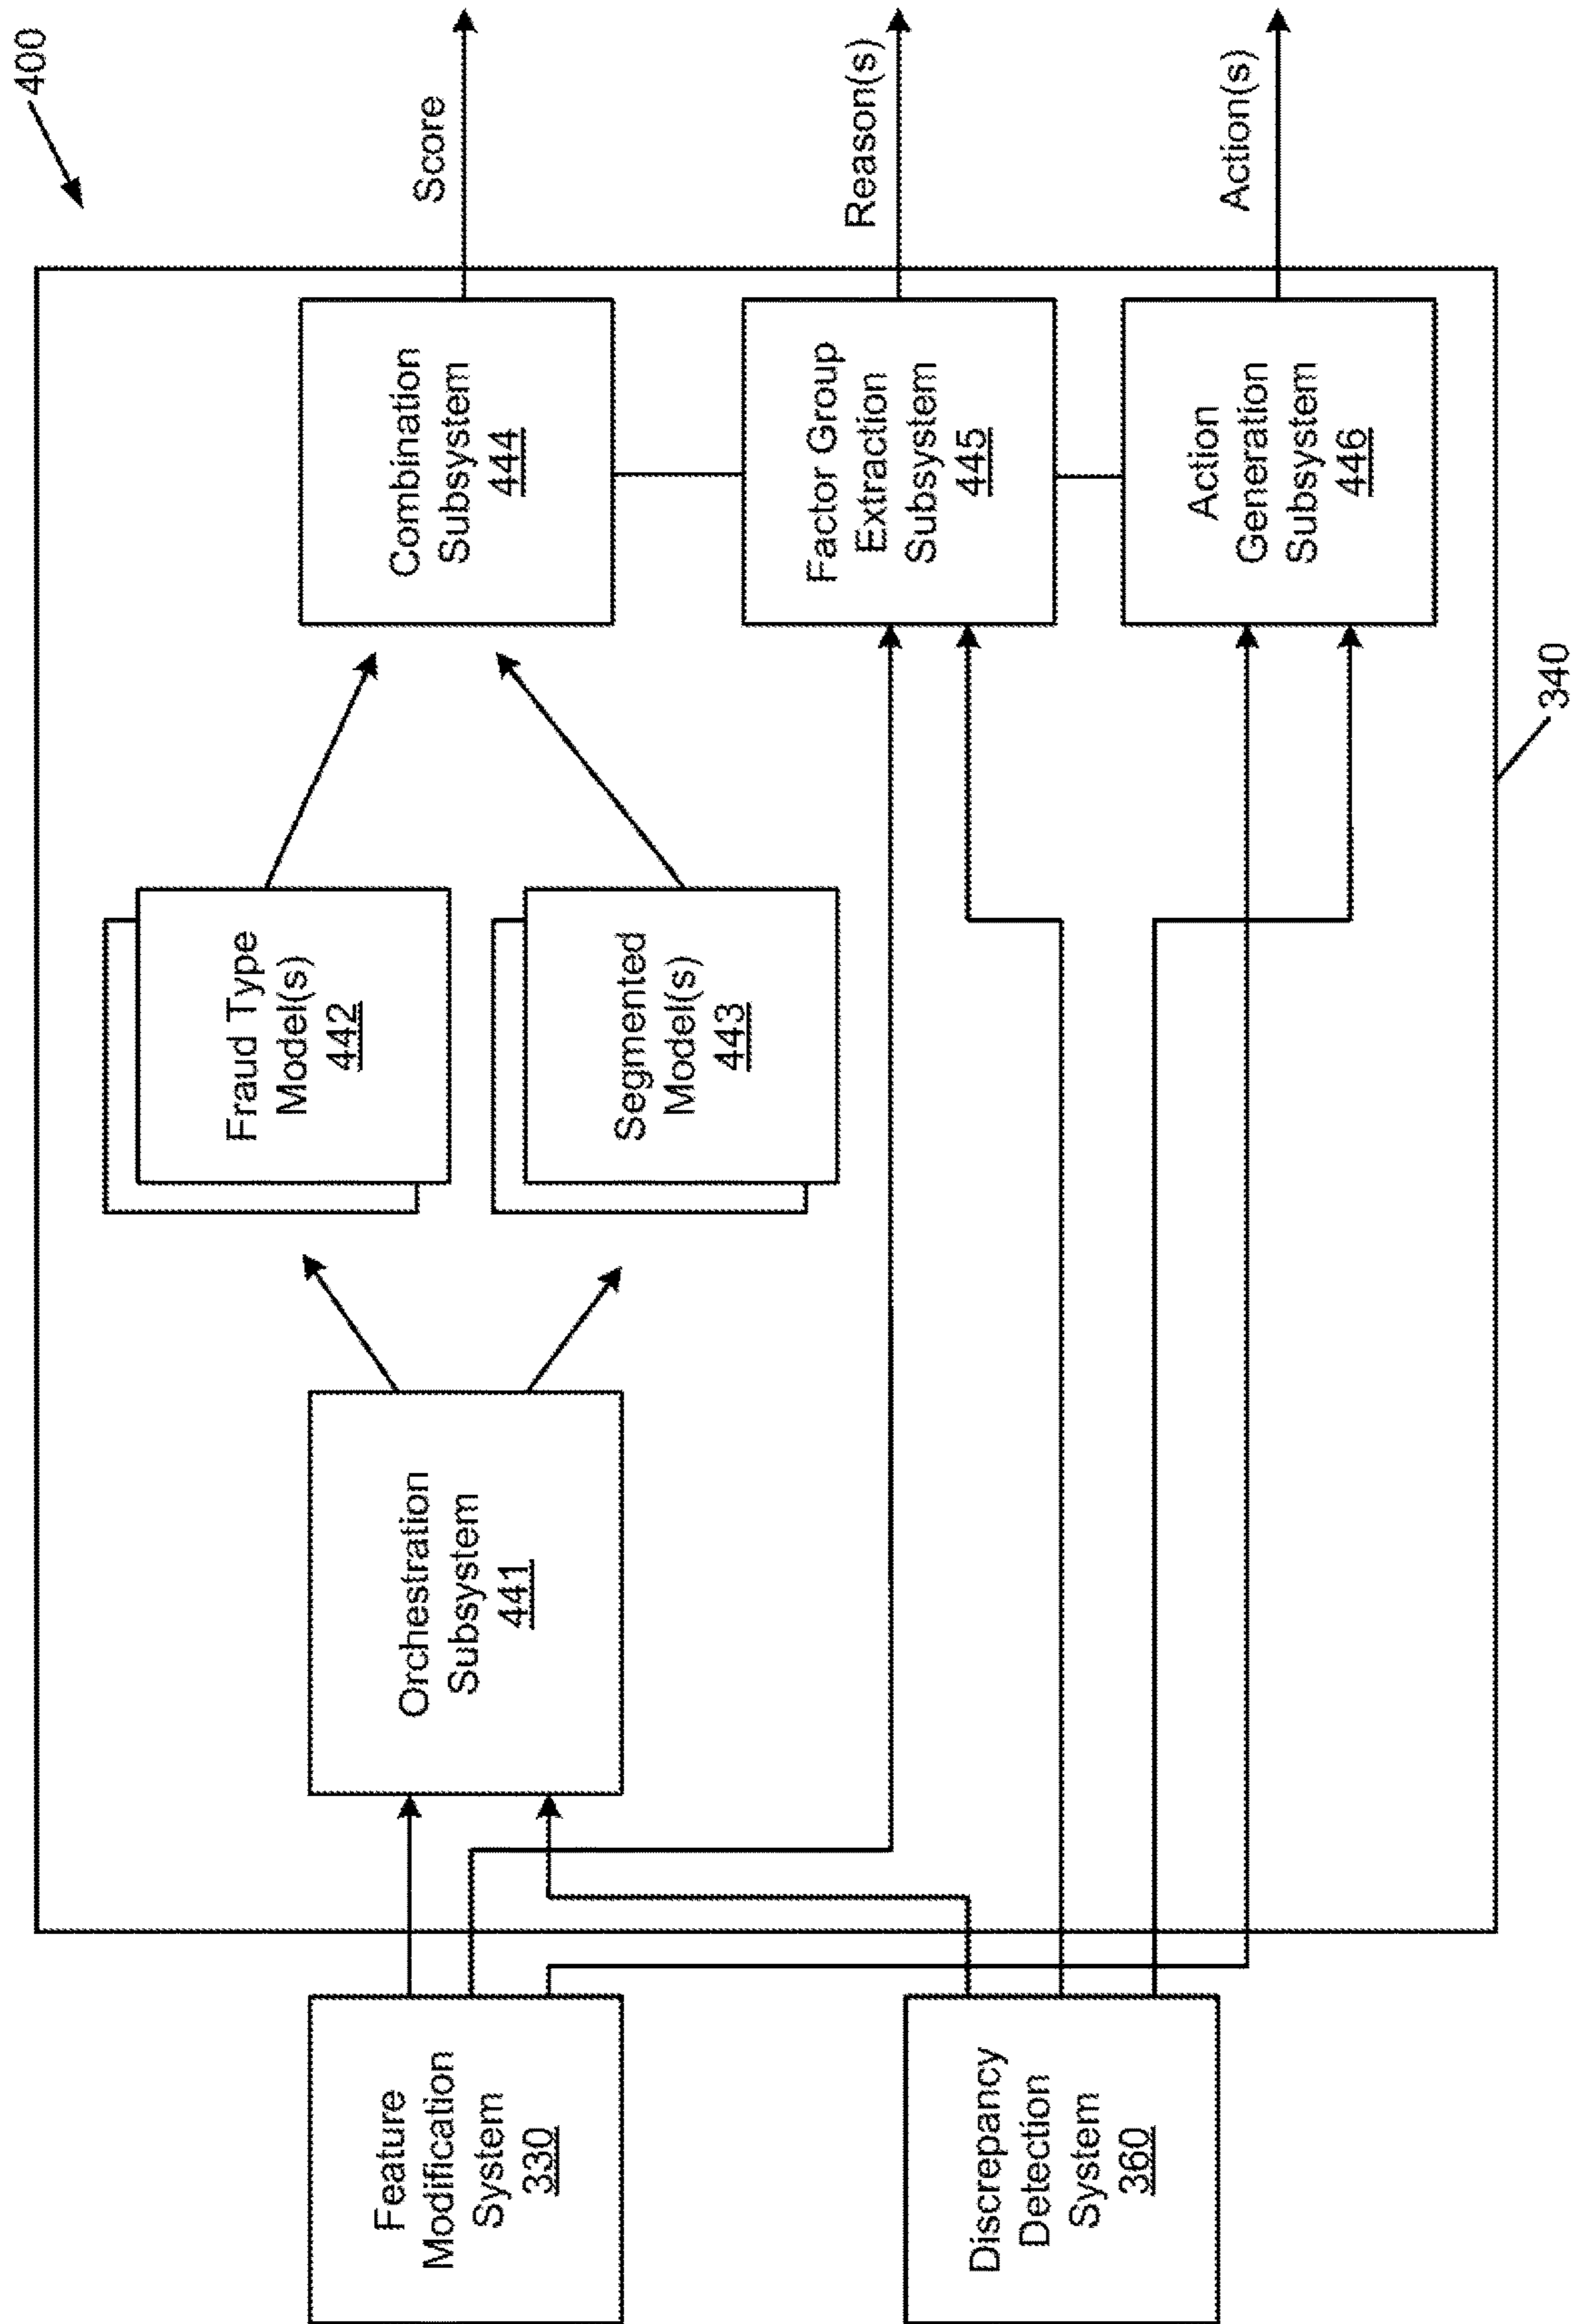 400
Feature
Modification
System
330
Discrepancy
Detection
System
360
Orchestration
Subsystem
441
Fraud Type
Model(s)
442
Segmented
Model(s)
443
Combination
Subsystem
444
Factor Group
Extraction
Subsystem
445
Action
Generation
Subsystem
446
Score
Reason(s)
Action(s)
340